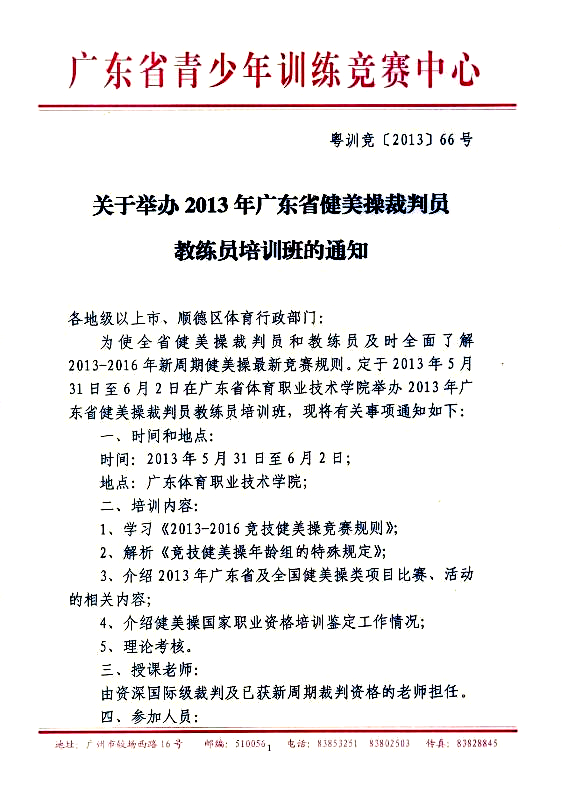 广东省青少年训练竞赛中心
粤训竞〔2013〕66号
关于举办2013年广东省健美操裁判员
教练员培训班的通知
各地级以上市、顺德区体育行政部门：
为使全省健美操裁判员和教练员及时全面了解
2013-2016年新周期健美操最新竞赛规则。定于2013年5月
31日至6月2日在广东省体育职业技术学院举办2013年广
东省健美操裁判员教练员培训班，现将有关事项通知如下：
一、时间和地点：
时间：2013年5月31日至6月2日；
地点：广东体育职业技术学院；
二、培训内容：
1、学习《2013-2016竞技健美操竞赛规则》；
2、解析《竞技健美操年龄组的特殊规定》；
3、介绍2013年广东省及全国健美操类项目比赛、活动
的相关内容；
4、介绍健美操国家职业资格培训鉴定工作情况；
5、理论考核。
三、授课老师：
由资深国际级裁判及已获新周期裁判资格的老师担任。
四、参加人员：
地址：广州市较场西路16号 邮编：510056 电话：83853251 83802503 传真：83828845
1